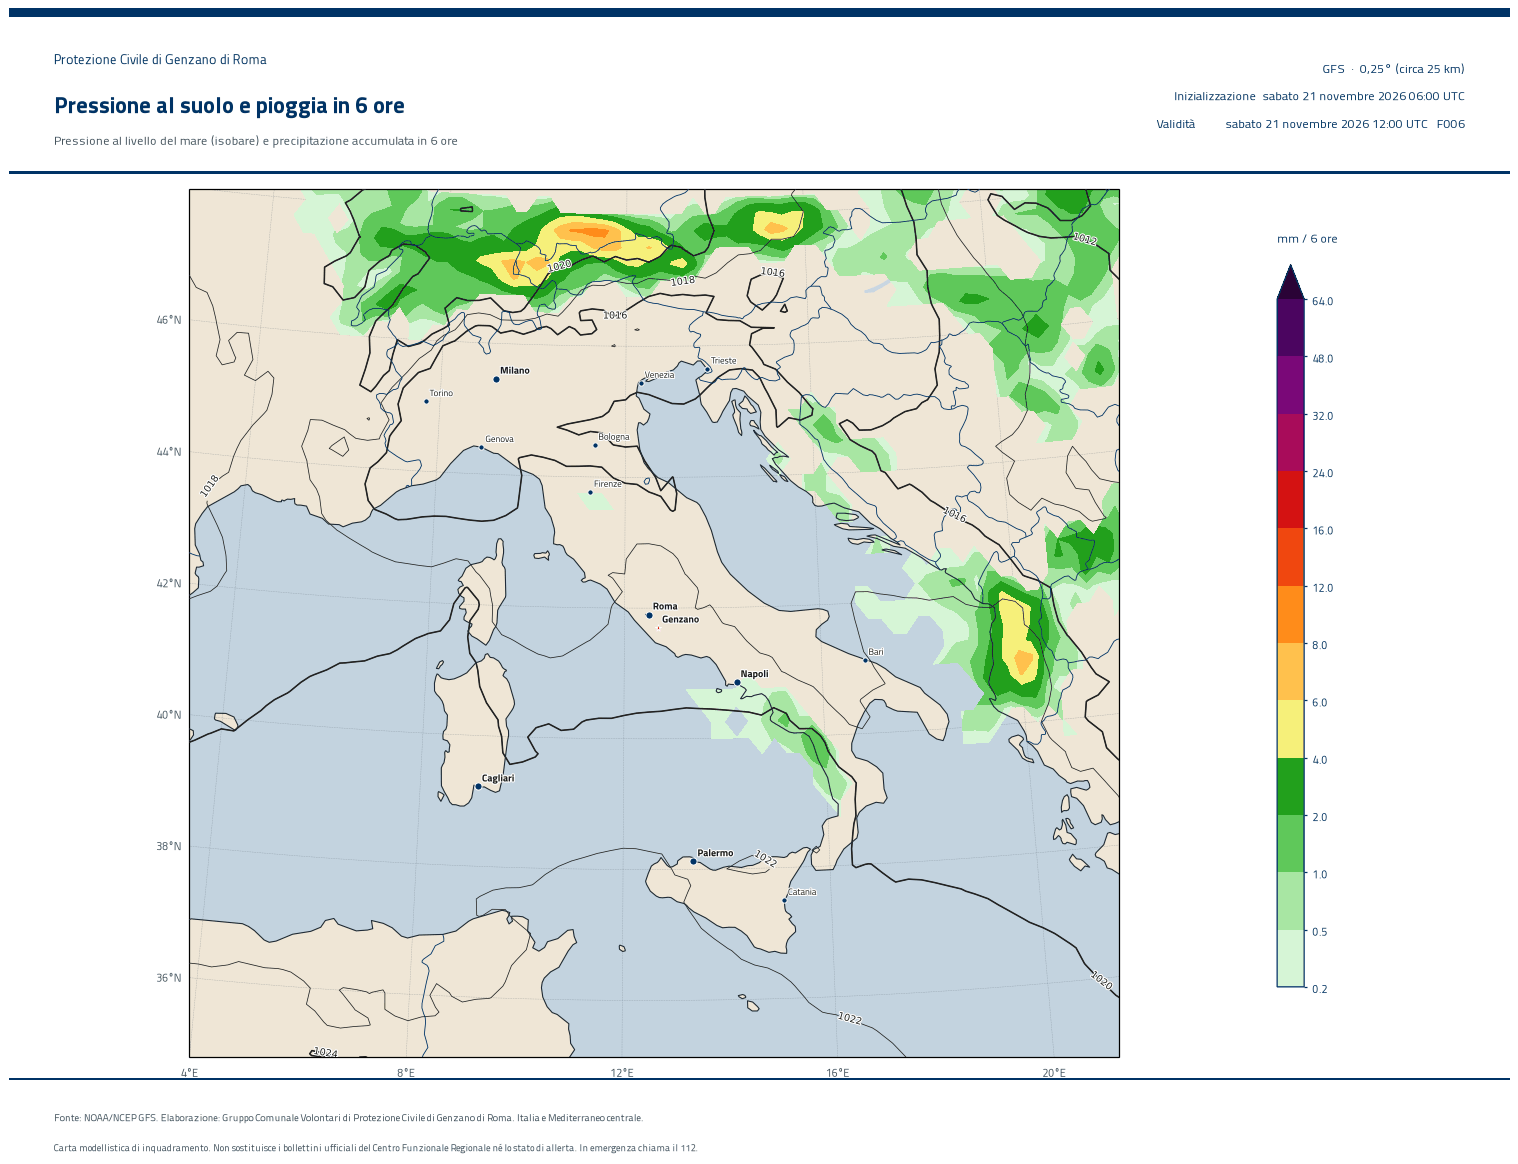 Protezione Civile di Genzano di Roma
Pressione al suolo e pioggia in 6 ore
Pressione al livello del mare (isobare) e precipitazione accumulata in 6 ore
GFS · 0,25° (circa 25 km)
Inizializzazione sabato 21 novembre 2026 06:00 UTC
Validità sabato 21 novembre 2026 12:00 UTC F006
1012
1020
1016
1018
1016
46°N
Trieste
Milano
Venezia
Torino
Genova
Bologna
44°N
Firenze
1018
1016
42°N
Roma
Genzano
Bari
Napoli
40°N
Cagliari
38°N
Palermo
1022
Catania
36°N
1020
1022
1024
4°E
8°E
12°E
16°E
20°E
mm / 6 ore
64.0
48.0
32.0
24.0
16.0
12.0
8.0
6.0
4.0
2.0
1.0
0.5
0.2
Fonte: NOAA/NCEP GFS. Elaborazione: Gruppo Comunale Volontari di Protezione Civile di Genzano di Roma. Italia e Mediterraneo centrale.
Carta modellistica di inquadramento. Non sostituisce i bollettini ufficiali del Centro Funzionale Regionale né lo stato di allerta. In emergenza chiama il 112.